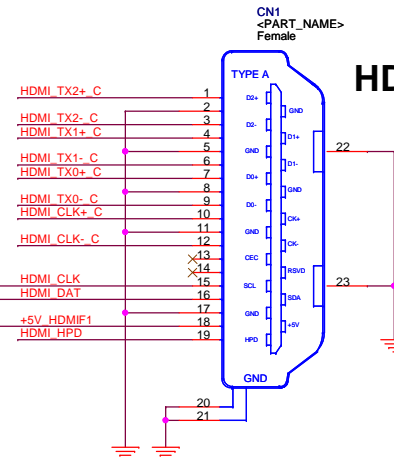 CN1
<PART_NAME>
Female
HD
TYPE A
HDMI_TX2+_C 1 D2+
2 GND
HDMI_TX2-_C 3 D2-
HDMI_TX1+_C 4 D1+
5 GND
HDMI_TX1-_C 6 D1-
HDMI_TX0+_C 7 D0+
8 GND
HDMI_TX0-_C 9 D0-
HDMI_CLK+_C 10 CK+
11 GND
HDMI_CLK-_C 12 CK-
13 CEC
14 RSVD
HDMI_CLK 15 SCL
HDMI_DAT 16 SDA
17 GND
+5V_HDMIF1 18 +5V
HDMI_HPD 19 HPD
22
23
GND
20
21